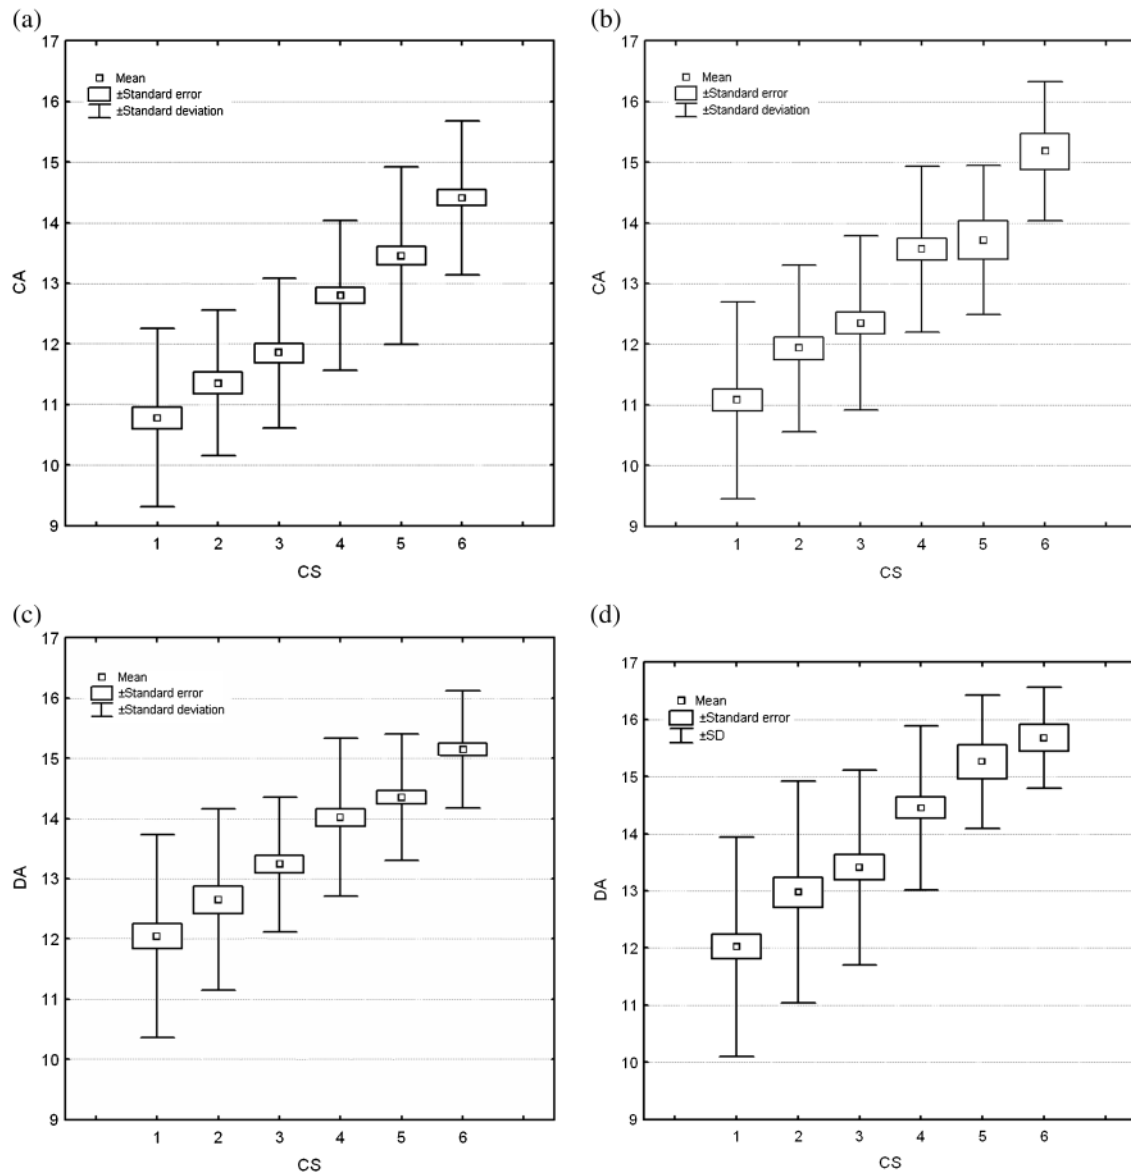 (a)
17
16
15
14
13
12
11
10
9
CA
Mean
±Standard error
±Standard deviation
1 2 3 4 5 6
CS
(b)
17
16
15
14
13
12
11
10
9
CA
Mean
±Standard error
±Standard deviation
1 2 3 4 5 6
CS
(c)
17
16
15
14
13
12
11
10
9
DA
Mean
±Standard error
±Standard deviation
1 2 3 4 5 6
CS
(d)
17
16
15
14
13
12
11
10
9
DA
Mean
±Standard error
±SD
1 2 3 4 5 6
CS